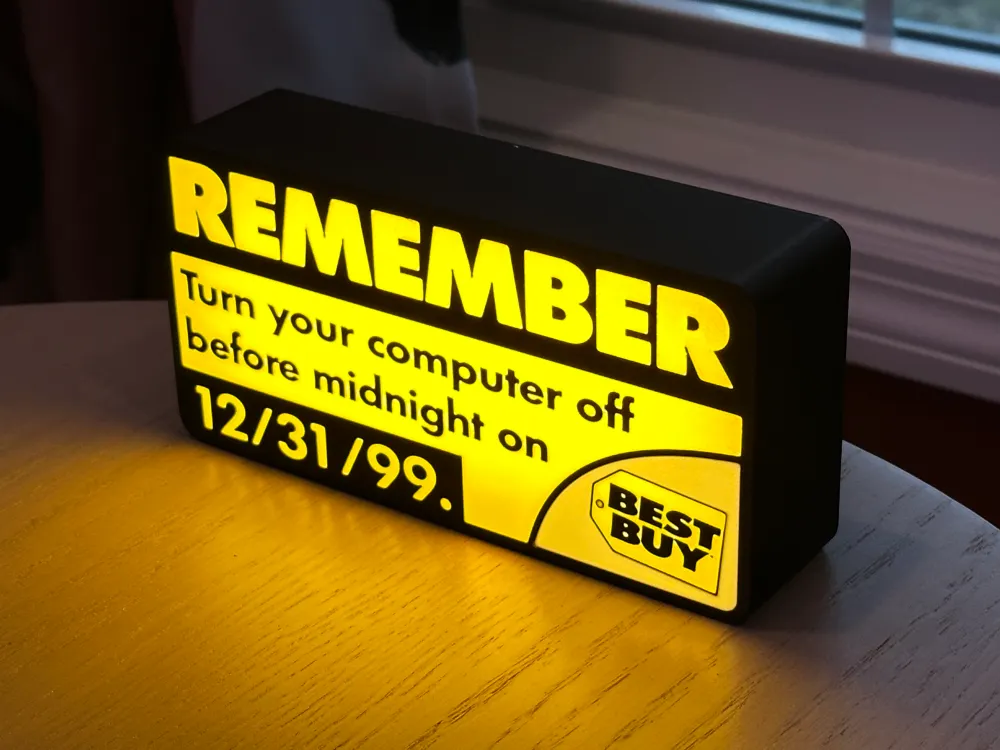 REMEMBER
Turn your computer off
before midnight on
12/31/99.
BEST
BUY